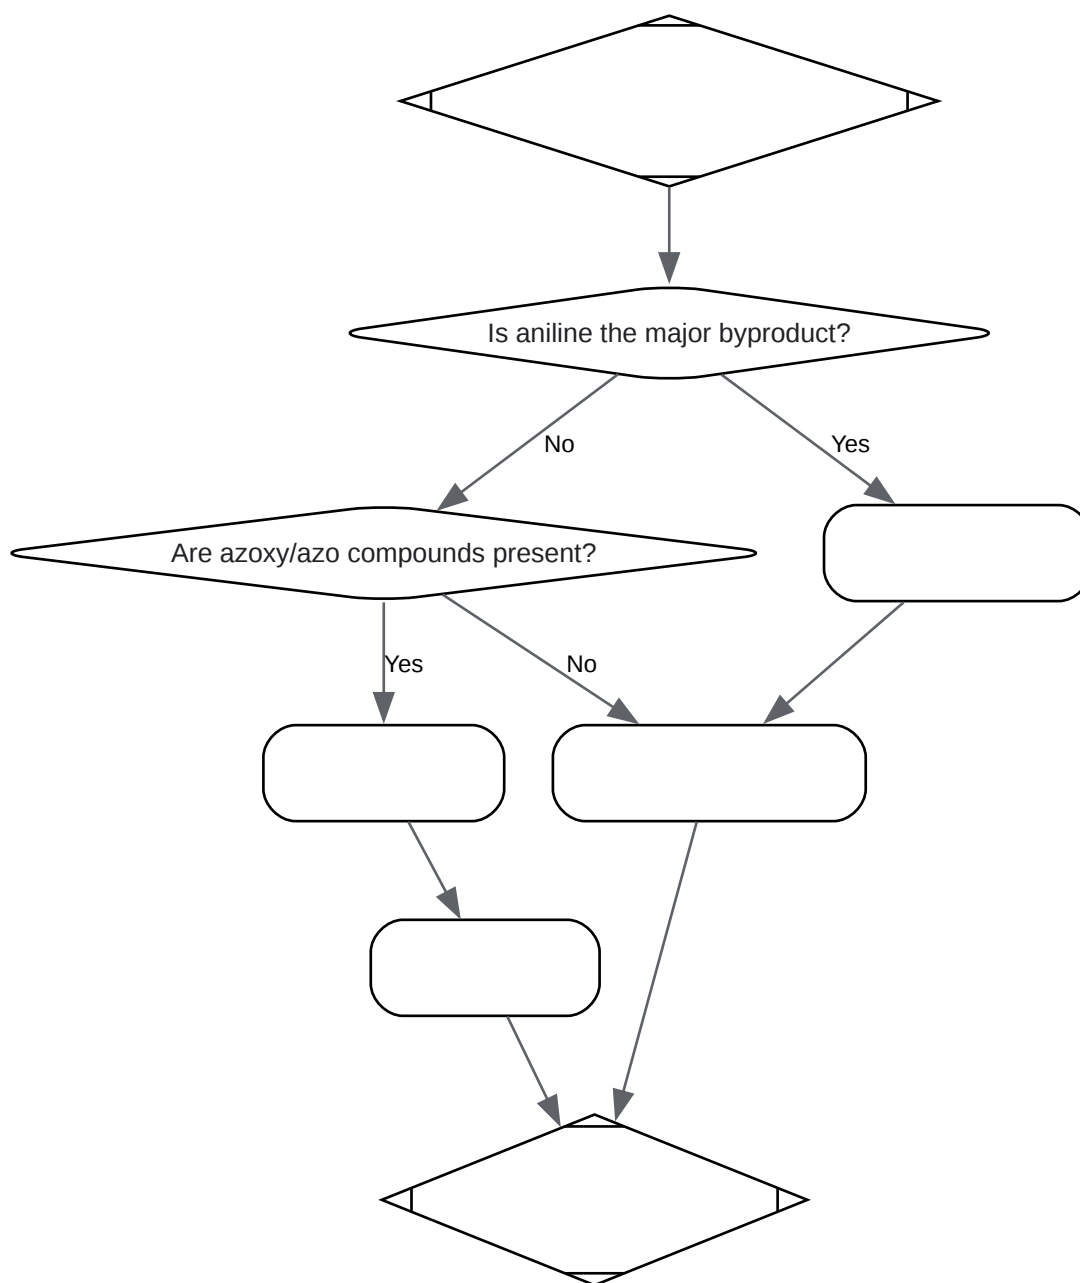 Is aniline the major byproduct?
No
Yes
Are azoxy/azo compounds present?
Yes
No